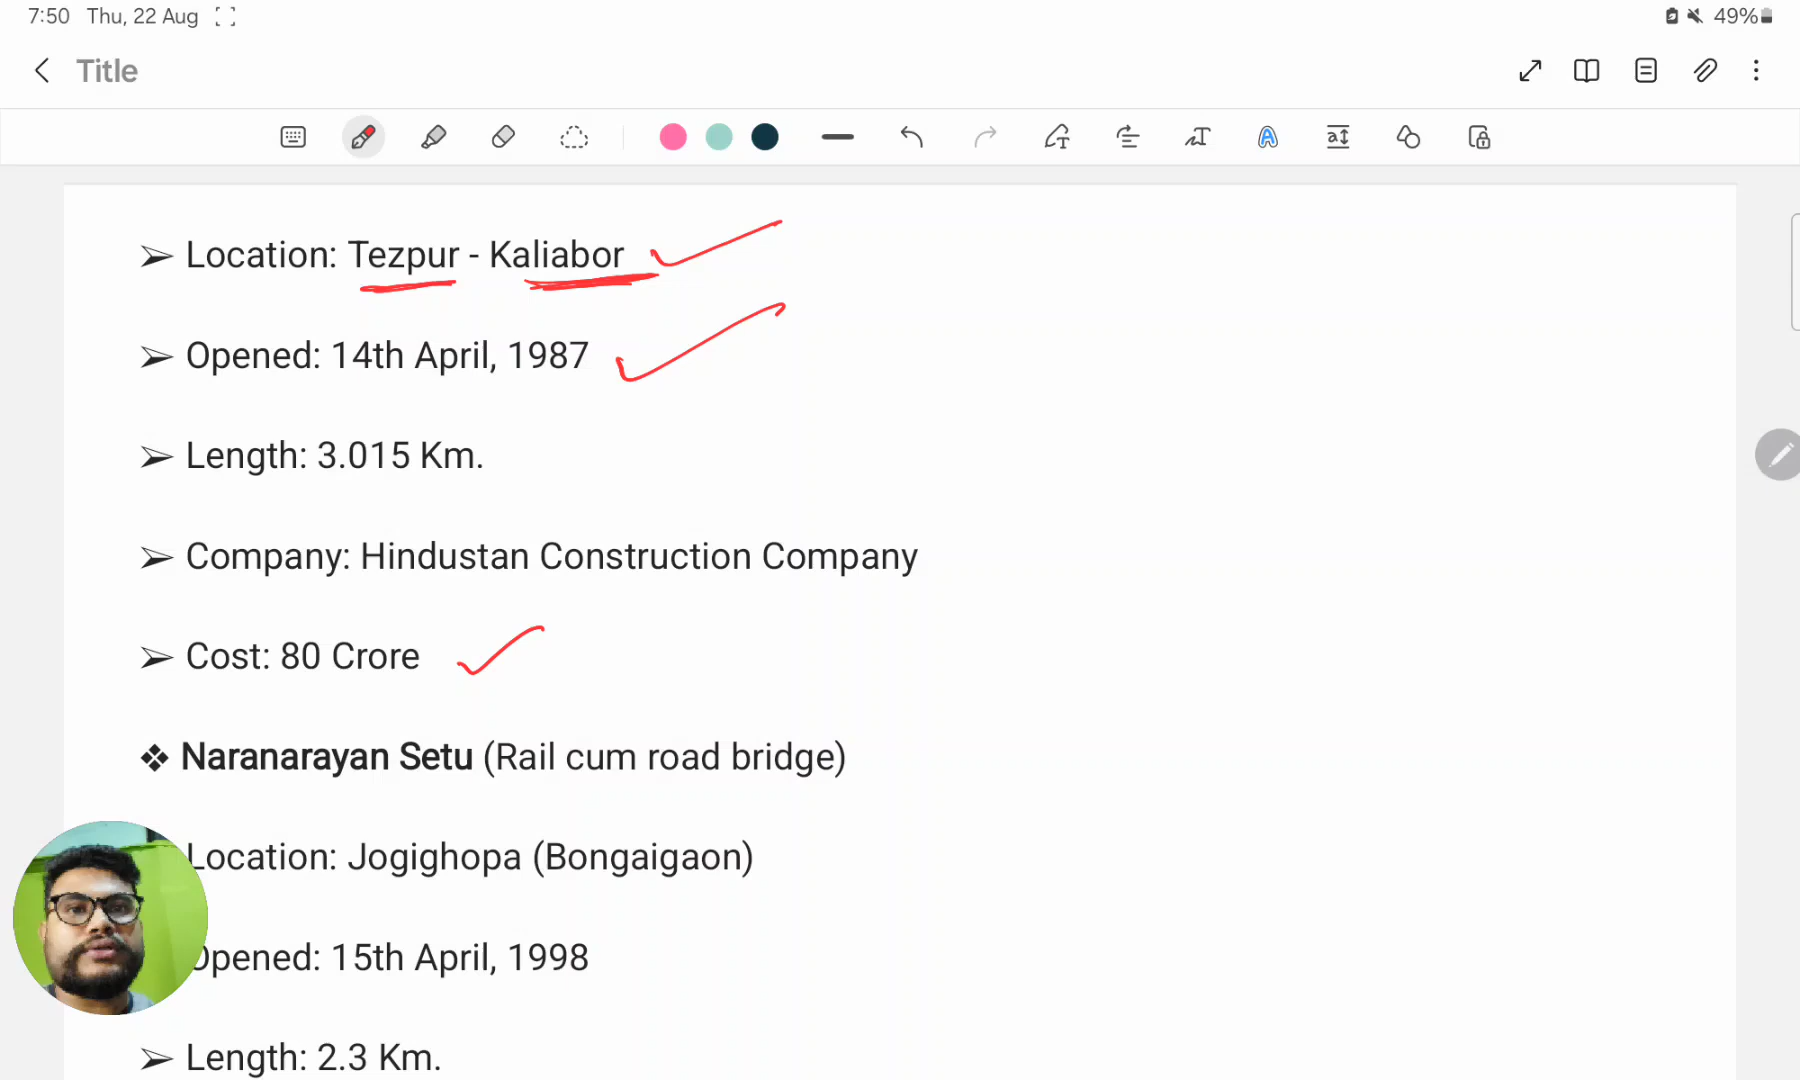 7:50 Thu, 22 Aug 49%
Title
➢ Location: Tezpur - Kaliabor
➢ Opened: 14th April, 1987
➢ Length: 3.015 Km.
➢ Company: Hindustan Construction Company
➢ Cost: 80 Crore
❖ Naranarayan Setu (Rail cum road bridge)
Location: Jogighopa (Bongaigaon)
Opened: 15th April, 1998
➢ Length: 2.3 Km.